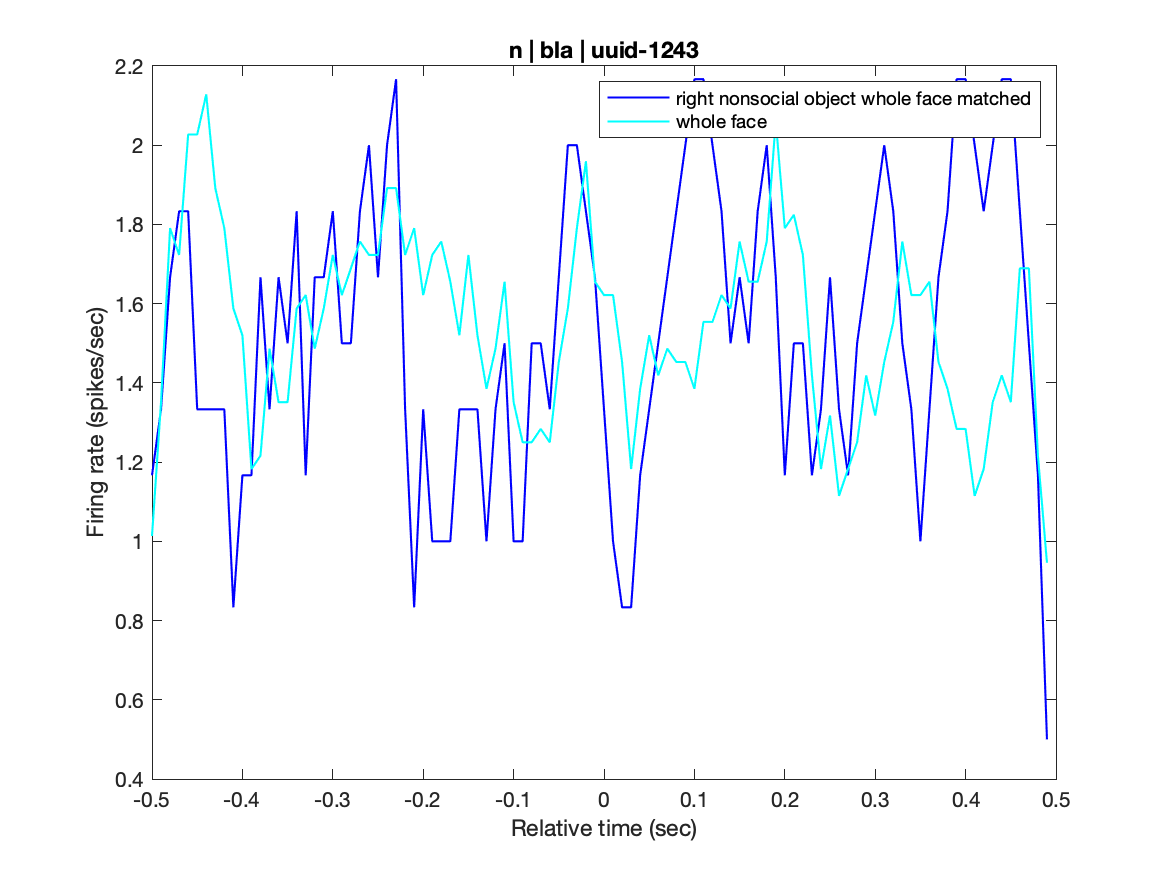 n | bla | uuid-1243
right nonsocial object whole face matched
whole face
Firing rate (spikes/sec)
2.2
2
1.8
1.6
1.4
1.2
1
0.8
0.6
0.4
-0.5 -0.4 -0.3 -0.2 -0.1 0 0.1 0.2 0.3 0.4 0.5
Relative time (sec)